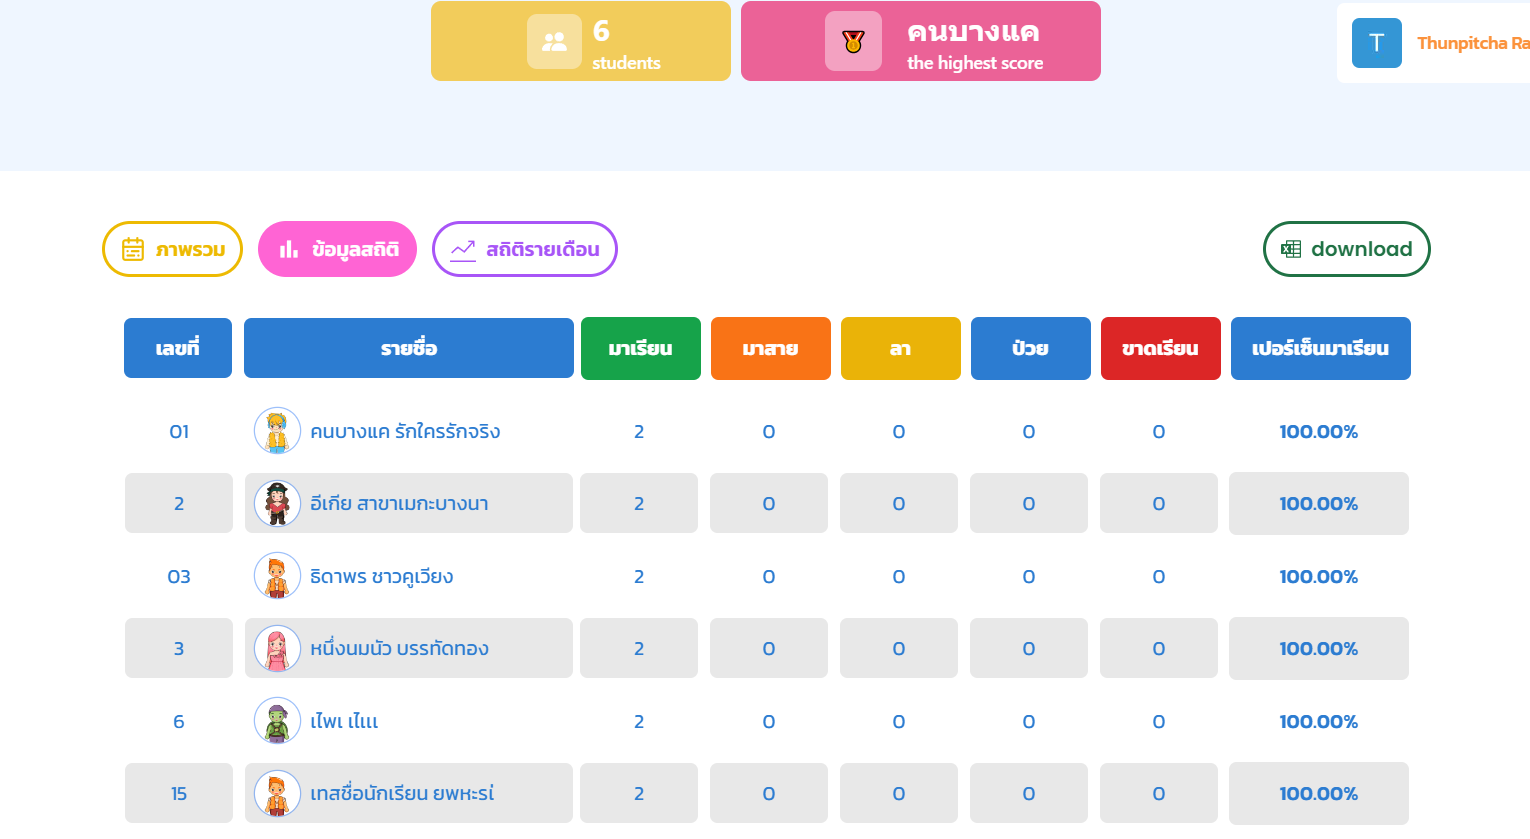 6
students
คนบางแค
the highest score
T
Thunpitcha Ra
ภาพรวม
ข้อมูลสถิติ
สถิติรายเดือน
download
เลขที่ รายชื่อ มาเรียน มาสาย ลา ป่วย ขาดเรียน เปอร์เซ็นมาเรียน
01 คนบางแค รักใครรักจริง 2 0 0 0 0 100.00%
2 อีเกีย สาขาเมกะบางนา 2 0 0 0 0 100.00%
03 ธิดาพร ชาวคูเวียง 2 0 0 0 0 100.00%
3 หนึ่งนมนัว บรรทัดทอง 2 0 0 0 0 100.00%
6 เไพเ เไเเเ 2 0 0 0 0 100.00%
15 เทสชื่อนักเรียน ยพหะรเ่ 2 0 0 0 0 100.00%